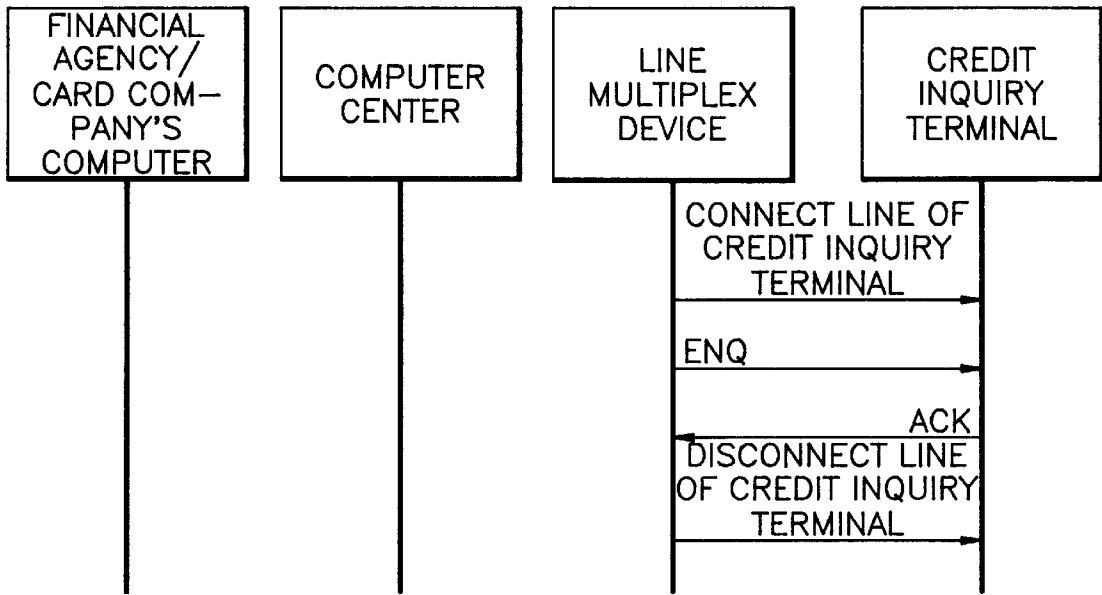 FINANCIAL
AGENCY/
CARD COM-
PANY'S
COMPUTER
COMPUTER
CENTER
LINE
MULTIPLEX
DEVICE
CREDIT
INQUIRY
TERMINAL
CONNECT LINE OF
CREDIT INQUIRY
TERMINAL
ENQ
ACK
DISCONNECT LINE
OF CREDIT INQUIRY
TERMINAL